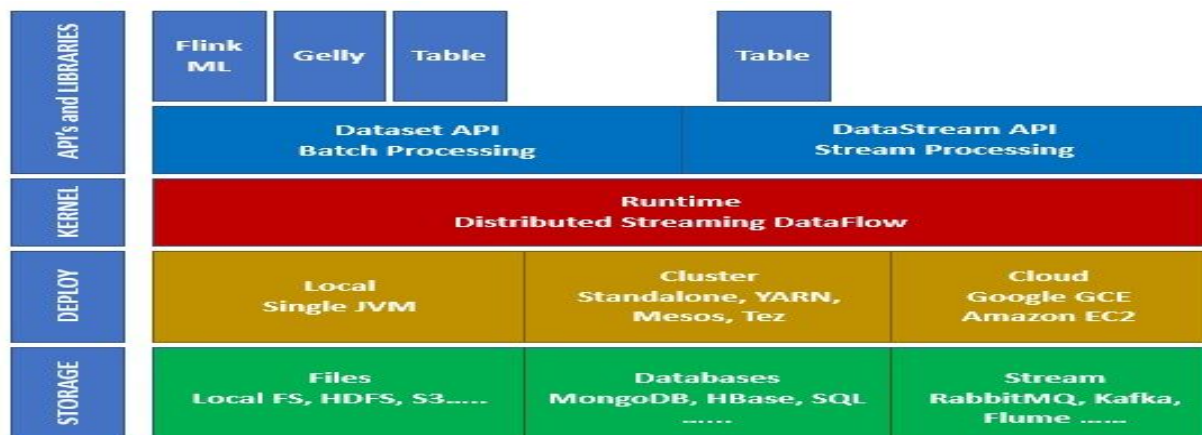 API's and LIBRARIES
Flink
ML
Gelly
Table
Table
Dataset API
Batch Processing
DataStream API
Stream Processing
KERNEL
Runtime
Distributed Streaming DataFlow
DEPLOY
Local
Single JVM
Cluster
Standalone, YARN,
Mesos, Tez
Cloud
Google GCE
Amazon EC2
STORAGE
Files
Local FS, HDFS, S3.....
Databases
MongoDB, HBase, SQL
......
Stream
RabbitMQ, Kafka,
Flume ......